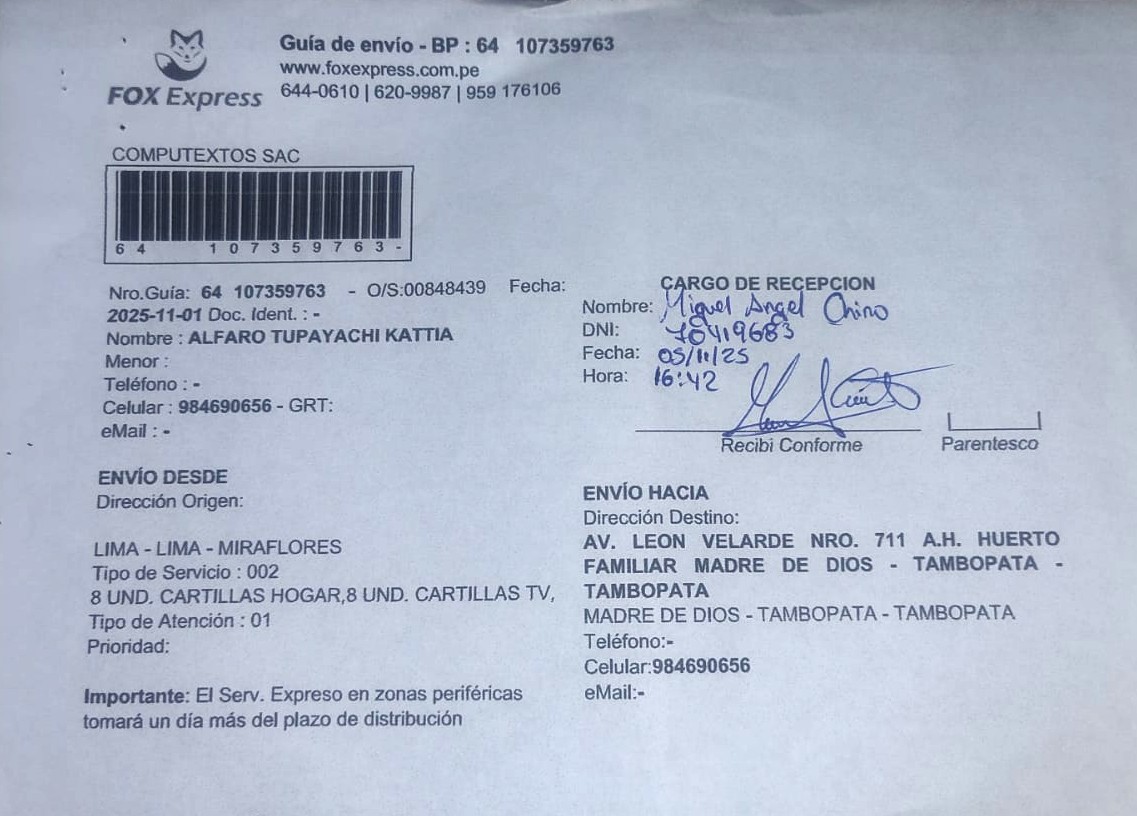 Guía de envío - BP : 64 107359763
www.foxexpress.com.pe
644-0610 | 620-9987 | 959 176106
FOX Express
COMPUTEXTOS SAC
64 107359763-
Nro.Guía: 64 107359763 - O/S:00848439 Fecha:
2025-11-01 Doc. Ident. : -
Nombre : ALFARO TUPAYACHI KATTIA
Menor :
Teléfono : -
Celular : 984690656 - GRT:
eMail : -
CARGO DE RECEPCION
Nombre: Miguel Angel Chino
DNI: 70419683
Fecha: 05/11/25
Hora: 16:42
Recibi Conforme
Parentesco
ENVÍO DESDE
Dirección Origen:
LIMA - LIMA - MIRAFLORES
Tipo de Servicio : 002
8 UND. CARTILLAS HOGAR,8 UND. CARTILLAS TV,
Tipo de Atención : 01
Prioridad:
Importante: El Serv. Expreso en zonas periféricas
tomará un día más del plazo de distribución
ENVÍO HACIA
Dirección Destino:
AV. LEON VELARDE NRO. 711 A.H. HUERTO
FAMILIAR MADRE DE DIOS - TAMBOPATA -
TAMBOPATA
MADRE DE DIOS - TAMBOPATA - TAMBOPATA
Teléfono:-
Celular:984690656
eMail:-